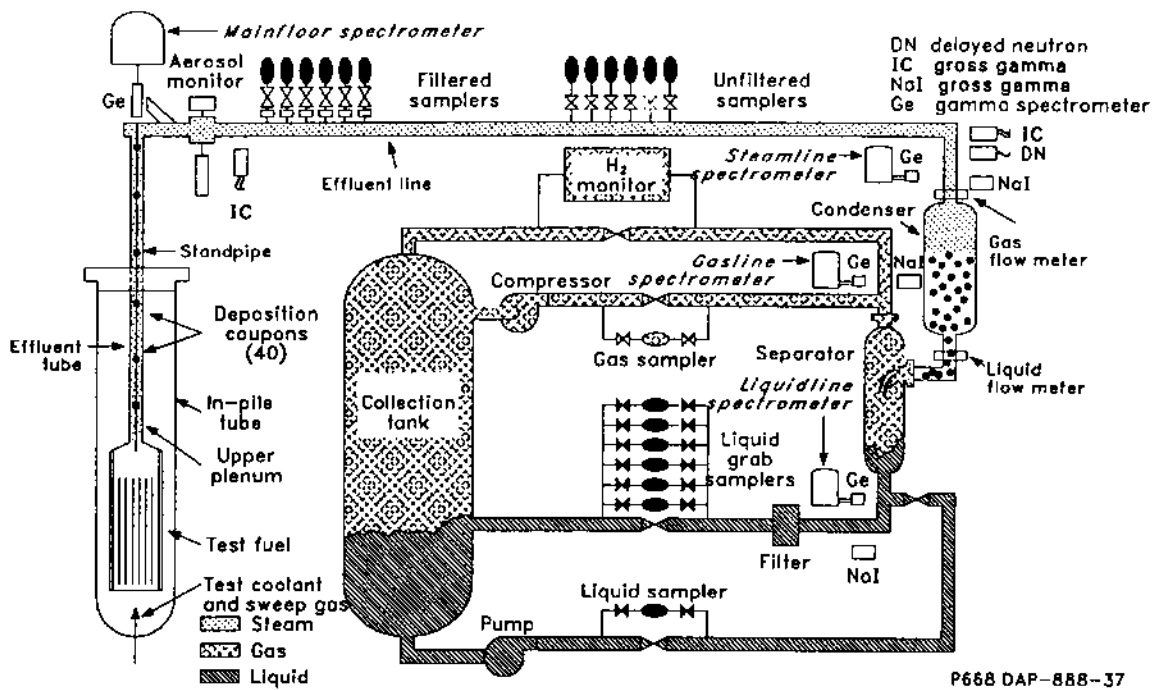 Mainfloor spectrometer
Aerosol
monitor
Ge
Filtered
samplers
Unfiltered
samplers
DN delayed neutron
IC gross gamma
NaI gross gamma
Ge gamma spectrometer
IC
DN
NaI
Steamline
spectrometer
Ge
H2
monitor
Effluent line
IC
Condenser
Gas
flow meter
Standpipe
Gasline
spectrometer
Ge
NaI
Compressor
Deposition
coupons
(40)
Effluent
tube
Gas sampler
Separator
Liquid
flow meter
Liquidline
spectrometer
In-pile
tube
Collection
tank
Liquid
grab
samplers
Upper
plenum
Ge
Test fuel
Filter
NaI
Test coolant
and sweep gas
Liquid sampler
Steam
Gas
Liquid
Pump
P668 DAP-888-37